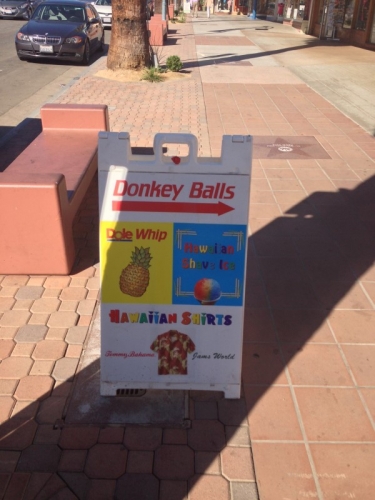 Donkey Balls
Dole Whip
Hawaiian
Shave Ice
HAWAIIAN SHIRTS
Tommy Bahama
Jams World